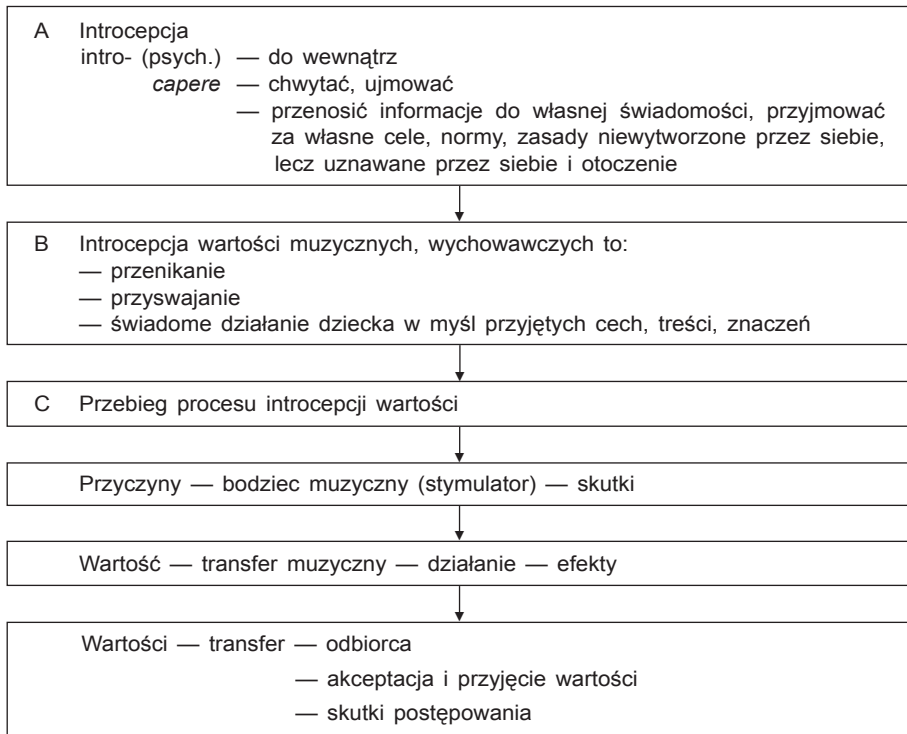 A Introcepcja
intro- (psych.) — do wewnątrz
capere — chwytać, ujmować
— przenosić informacje do własnej świadomości, przyjmować
za własne cele, normy, zasady niewytworzone przez siebie,
lecz uznawane przez siebie i otoczenie
B Introcepcja wartości muzycznych, wychowawczych to:
— przenikanie
— przyswajanie
— świadome działanie dziecka w myśl przyjętych cech, treści, znaczeń
C Przebieg procesu introcepcji wartości
Przyczyny — bodziec muzyczny (stymulator) — skutki
Wartość — transfer muzyczny — działanie — efekty
Wartości — transfer — odbiorca
— akceptacja i przyjęcie wartości
— skutki postępowania